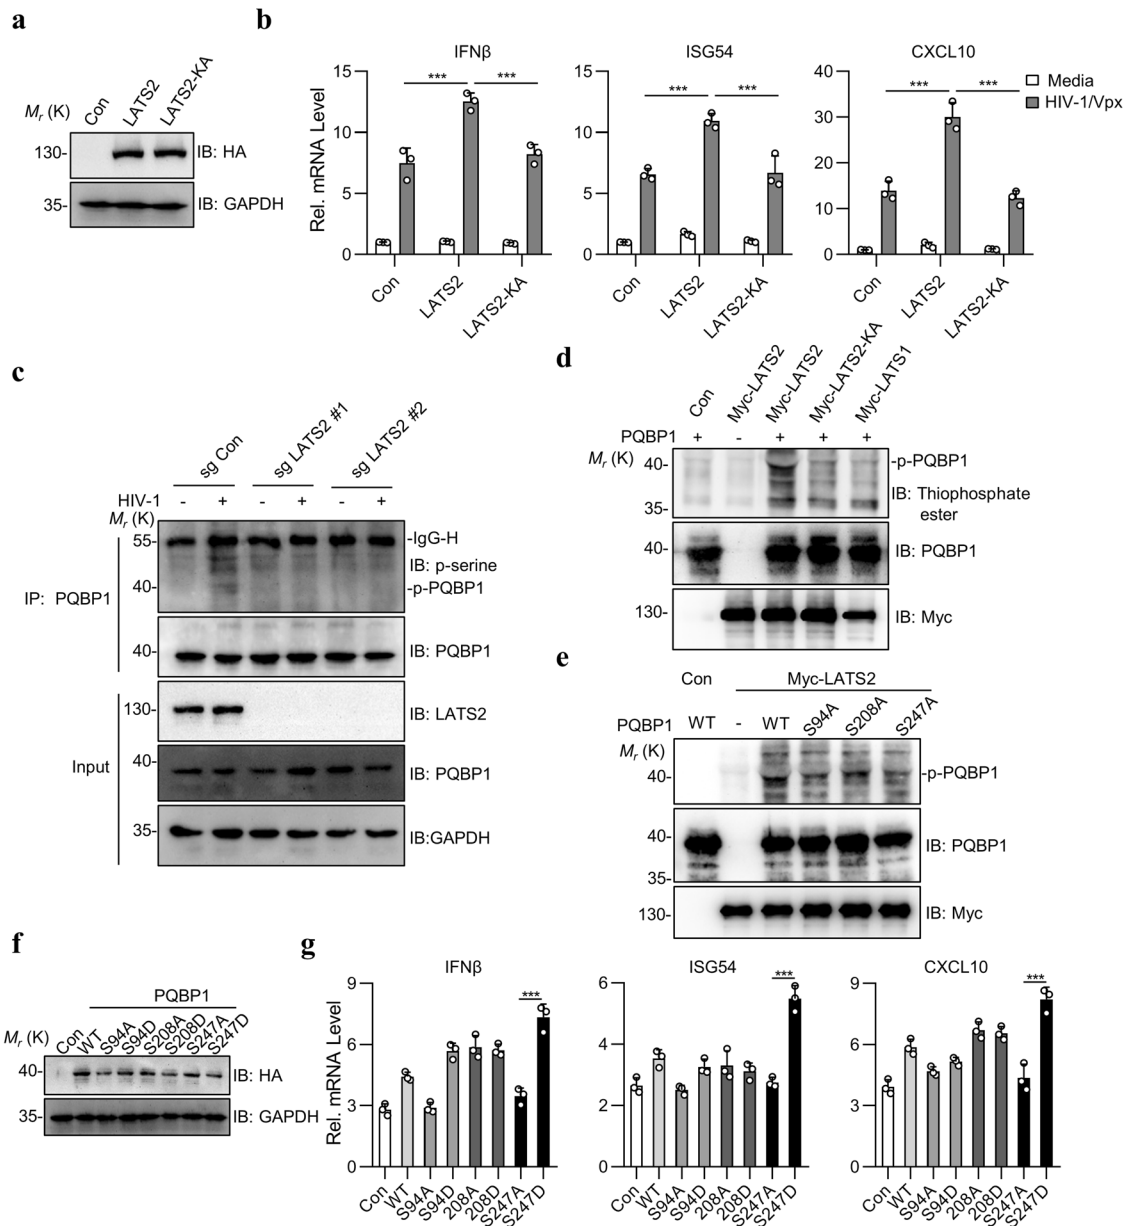 a
Con
LATS2
LATS2-KA
Mr (K)
130-
IB: HA
35-
IB: GAPDH
b
IFNβ
ISG54
CXCL10
Media
HIV-1/Vpx
Rel. mRNA Level
15
10
5
0
***
***
Con
LATS2
LATS2-KA
15
10
5
0
***
***
Con
LATS2
LATS2-KA
40
30
20
10
0
***
***
Con
LATS2
LATS2-KA
c
sg Con
sg LATS2 #1
sg LATS2 #2
HIV-1 - + - + - +
Mr (K)
55-
-IgG-H
IB: p-serine
40-
-p-PQBP1
IP: PQBP1
40-
IB: PQBP1
130-
IB: LATS2
Input
40-
IB: PQBP1
35-
IB:GAPDH
d
Con
Myc-LATS2
Myc-LATS2
Myc-LATS2-KA
Myc-LATS1
PQBP1 + - + + +
Mr (K)
40-
-p-PQBP1
IB: Thiophosphate
ester
35-
40-
IB: PQBP1
130-
IB: Myc
e
Con Myc-LATS2
PQBP1 WT - WT S94A S208A S247A
Mr (K)
40-
-p-PQBP1
40-
IB: PQBP1
35-
130-
IB: Myc
f
PQBP1
Con
WT
S94A
S94D
S208A
S208D
S247A
S247D
Mr (K)
40-
IB: HA
35-
IB: GAPDH
g
IFNβ
ISG54
CXCL10
Rel. mRNA Level
9
6
3
0
***
Con
WT
S94A
S94D
208A
208D
S247A
S247D
6
4
2
0
***
Con
WT
S94A
S94D
208A
208D
S247A
S247D
9
6
3
0
***
Con
WT
S94A
S94D
208A
208D
S247A
S247D